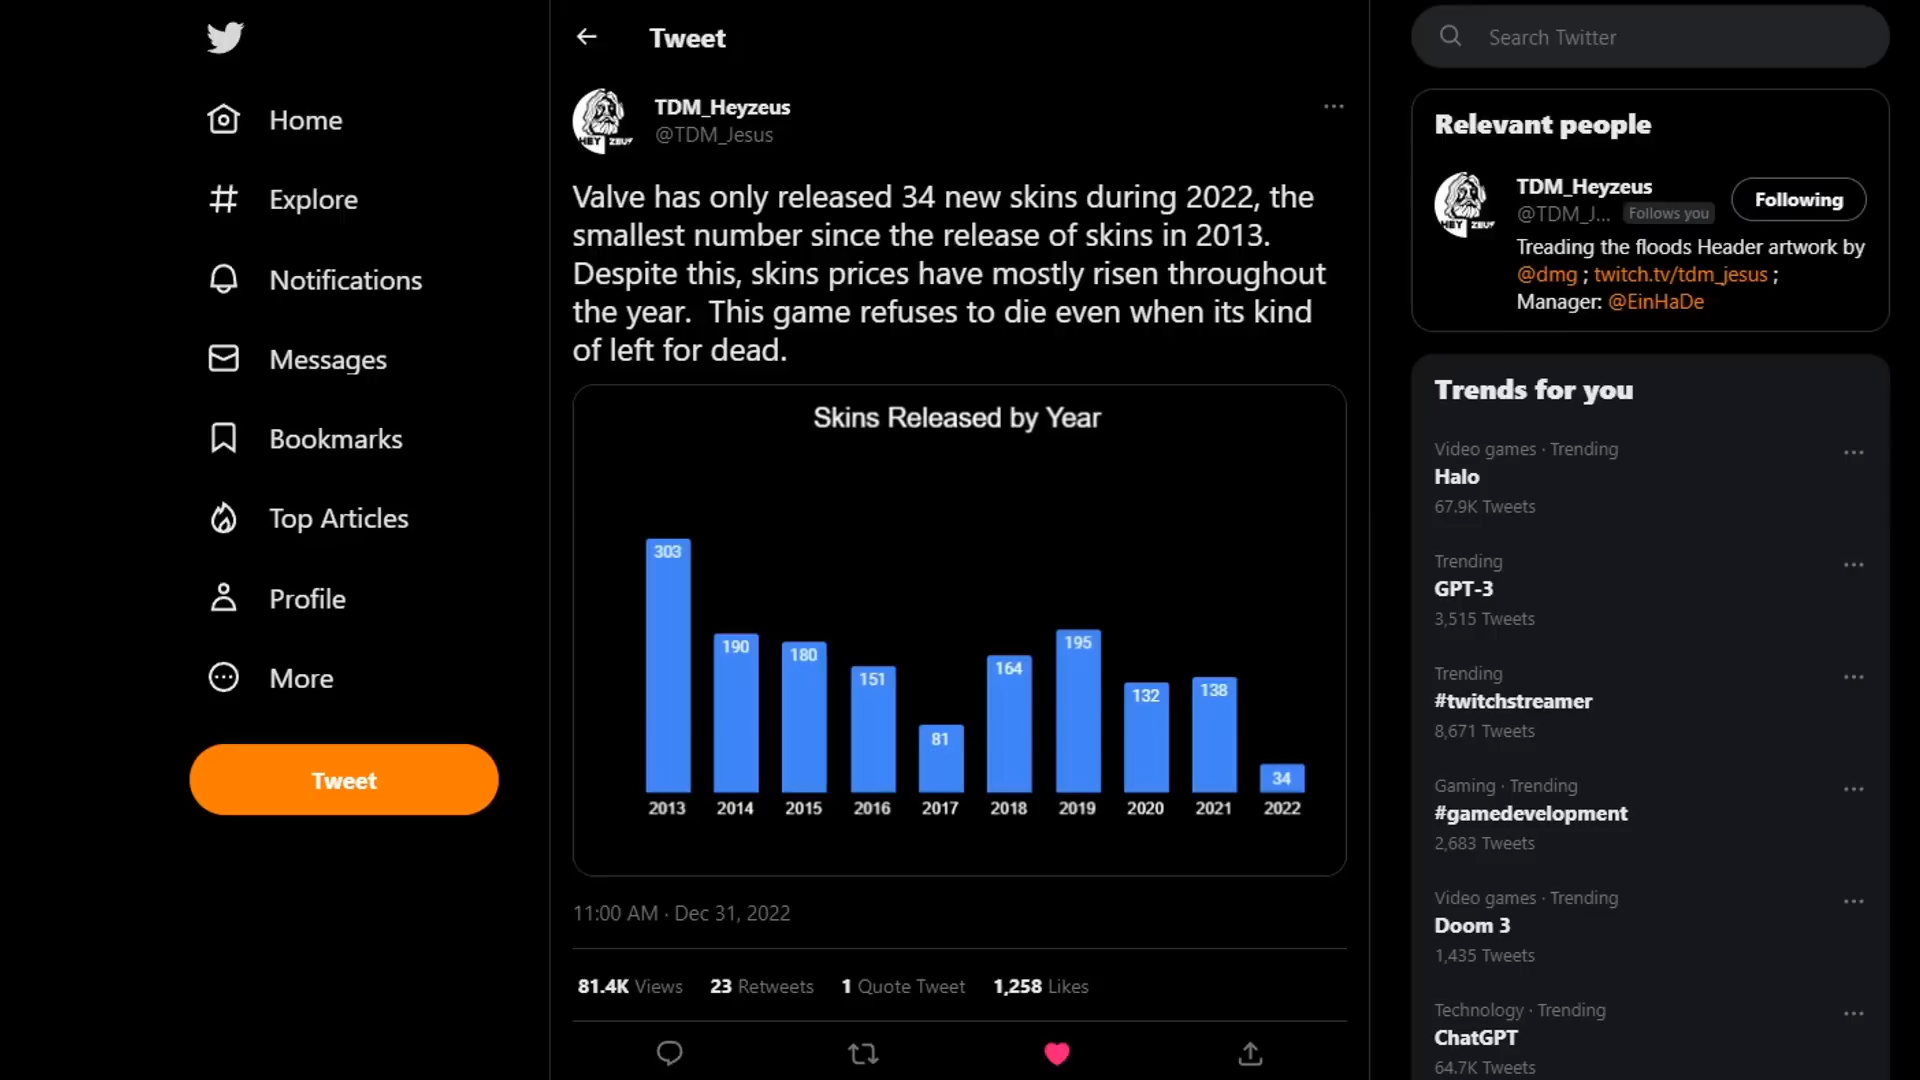 Home
Explore
Notifications
Messages
Bookmarks
Top Articles
Profile
More
Tweet
Tweet
TDM_Heyzeus
@TDM_Jesus
Valve has only released 34 new skins during 2022, the
smallest number since the release of skins in 2013.
Despite this, skins prices have mostly risen throughout
the year.  This game refuses to die even when its kind
of left for dead.
Skins Released by Year
303
190
180
151
81
164
195
132
138
34
2013 2014 2015 2016 2017 2018 2019 2020 2021 2022
11:00 AM · Dec 31, 2022
81.4K Views 23 Retweets 1 Quote Tweet 1,258 Likes
Search Twitter
Relevant people
TDM_Heyzeus
@TDM_J... Follows you
Following
Treading the floods Header artwork by
@dmg ; twitch.tv/tdm_jesus ;
Manager: @EinHaDe
Trends for you
Video games · Trending
Halo
67.9K Tweets
Trending
GPT-3
3,515 Tweets
Trending
#twitchstreamer
8,671 Tweets
Gaming · Trending
#gamedevelopment
2,683 Tweets
Video games · Trending
Doom 3
1,435 Tweets
Technology · Trending
ChatGPT
64.7K Tweets